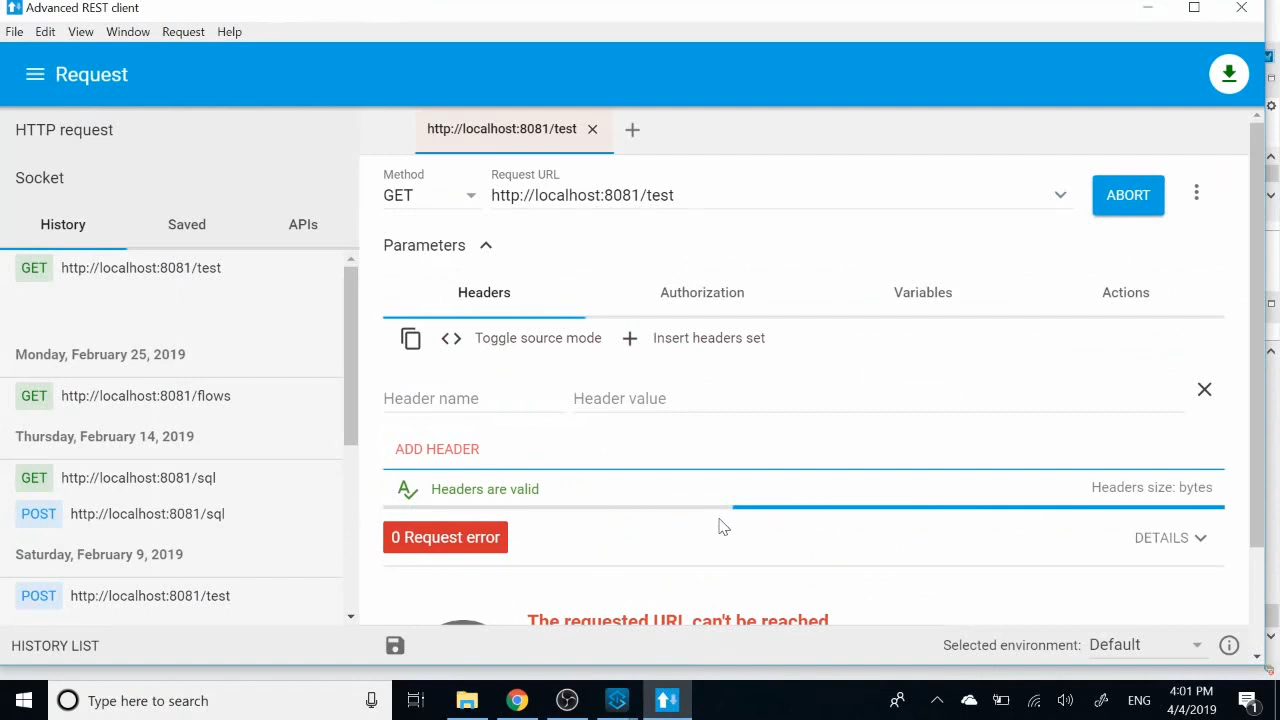 Advanced REST client
File Edit View Window Request Help
Request
HTTP request
Socket
History Saved APIs
GET http://localhost:8081/test
Monday, February 25, 2019
GET http://localhost:8081/flows
Thursday, February 14, 2019
GET http://localhost:8081/sql
POST http://localhost:8081/sql
Saturday, February 9, 2019
POST http://localhost:8081/test
HISTORY LIST
http://localhost:8081/test
Method
GET
Request URL
http://localhost:8081/test
ABORT
Parameters
Headers Authorization Variables Actions
Toggle source mode Insert headers set
Header name Header value
ADD HEADER
Headers are valid
Headers size: bytes
0 Request error
DETAILS
The requested URL can't be reached
Selected environment: Default
Type here to search
ENG
4:01 PM
4/4/2019
1